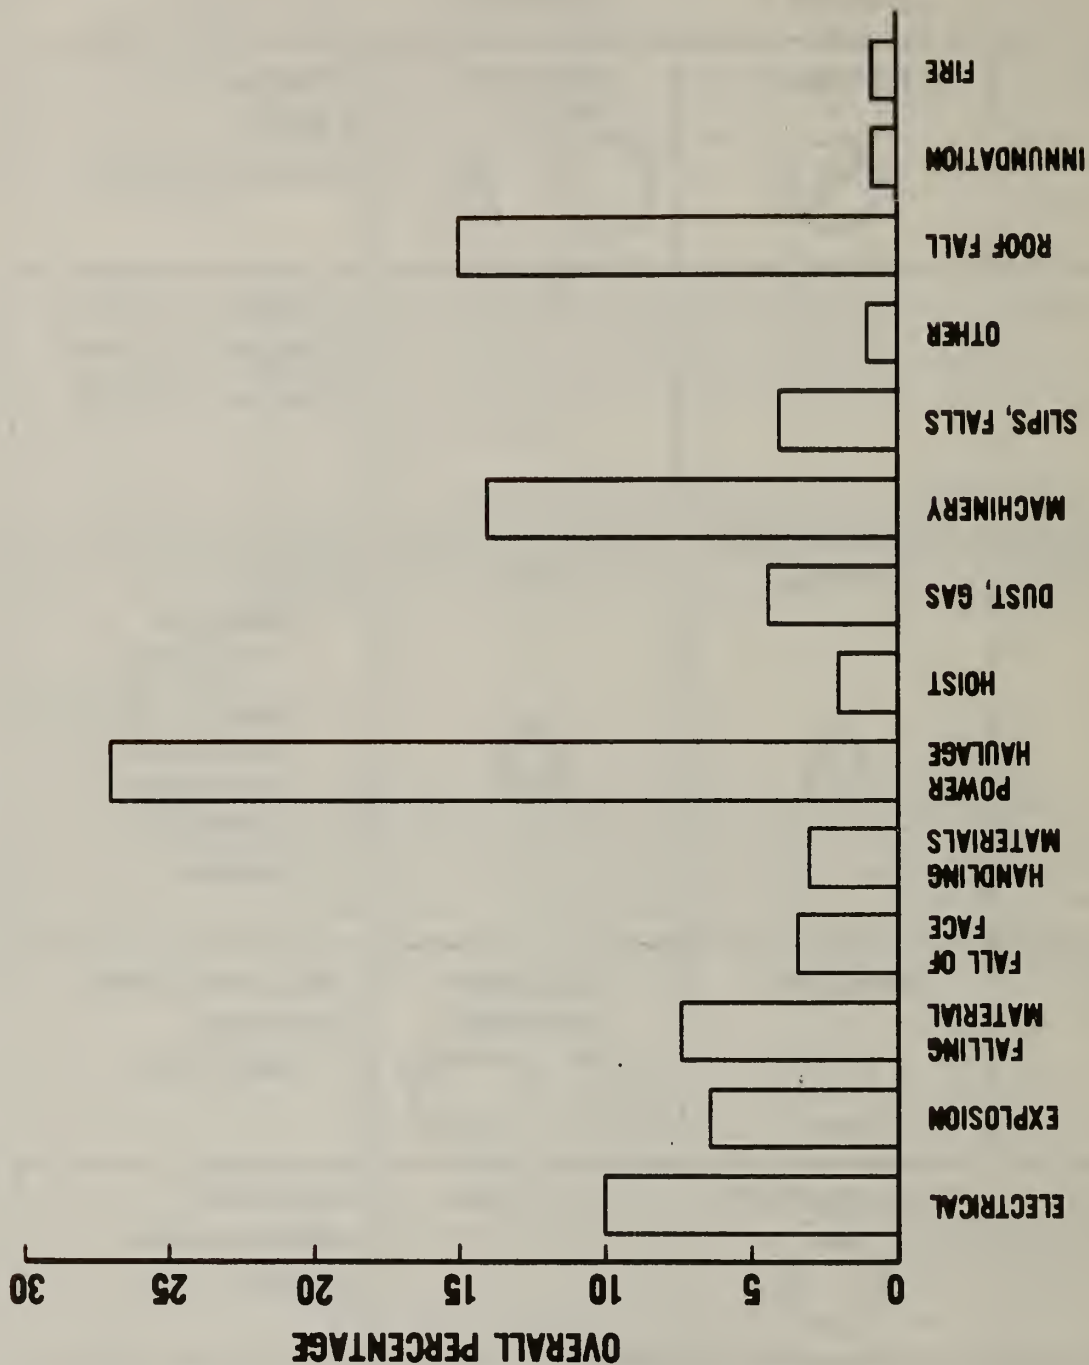 OVERALL PERCENTAGE
0
5
10
15
20
25
30
ELECTRICAL
EXPLOSION
FALLING
MATERIAL
FALL OF
FACE
HANDLING
MATERIALS
POWER
HAULAGE
HOIST
DUST, GAS
MACHINERY
SLIPS, FALLS
OTHER
ROOF FALL
INNUNDATION
FIRE